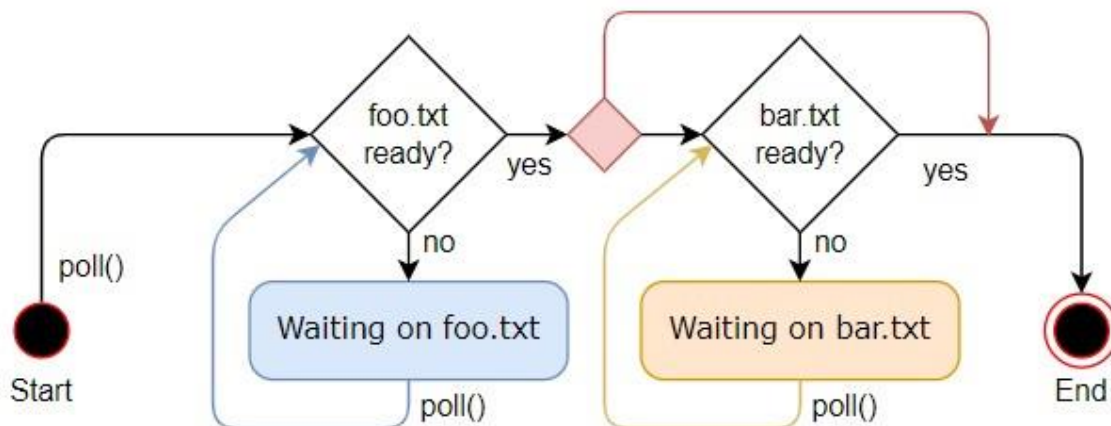 foo.txt
ready?
yes
bar.txt
ready?
yes
no
no
poll()
Waiting on foo.txt
Waiting on bar.txt
Start
poll()
poll()
End